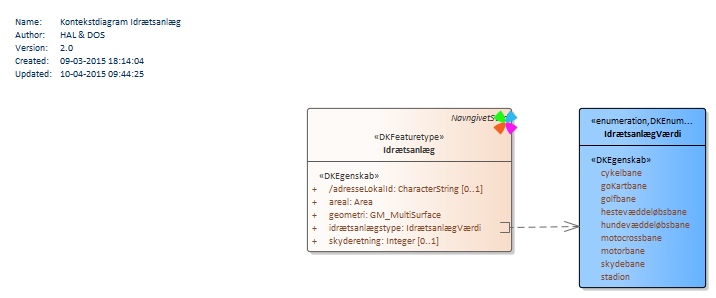 Name: Kontekstdiagram Idrætsanlæg
Author: HAL & DOS
Version: 2.0
Created: 09-03-2015 18:14:04
Updated: 10-04-2015 09:44:25
«DKFeaturetype»
Idrætsanlæg
«DKEgenskab»
+ /adresseLokalId: CharacterString [0..1]
+ areal: Area
+ geometri: GM_MultiSurface
+ idrætsanlægstype: IdrætsanlægVærdi
+ skyderetning: Integer [0..1]
«enumeration,DKEnum...
IdrætsanlægVærdi
«DKEgenskab»
cykelbane
goKartbane
golfbane
hestevæddeløbsbane
hundevæddeløbsbane
motocrossbane
motorbane
skydebane
stadion